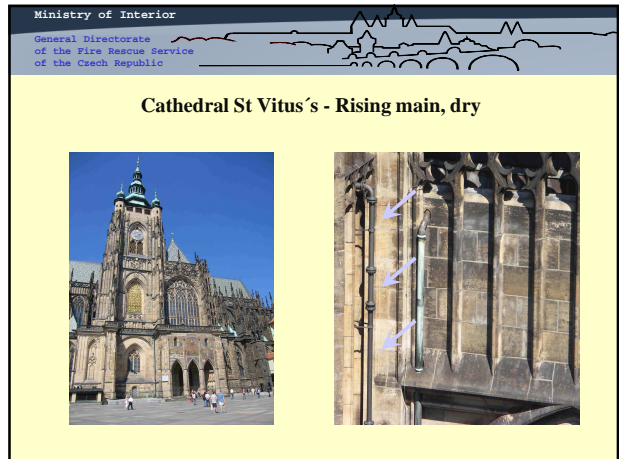 Ministry of Interior
General Directorate
of the Fire Rescue Service
of the Czech Republic
Cathedral St Vitus´s - Rising main, dry